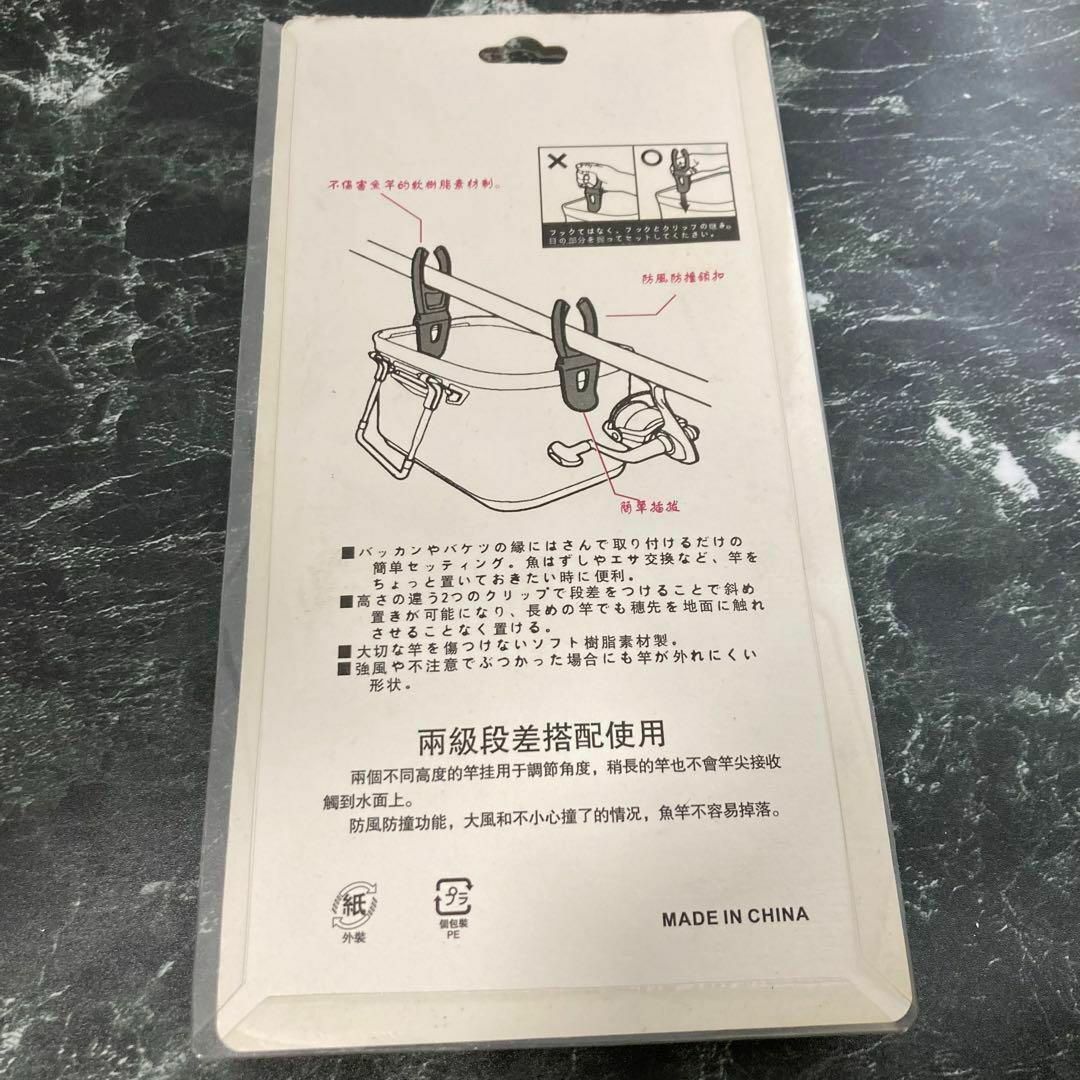 不傷害魚竿的軟樹脂素材制。
フックではなく、フックとクリップの継ぎ
目の部分を握ってセットしてください。
防風防撞鎖扣
簡單插拔
■バッカンやバケツの縁にはさんで取り付けるだけの
簡単セッティング。魚はずしやエサ交換など、竿を
ちょっと置いておきたい時に便利。
■高さの違う2つのクリップで段差をつけることで斜め
置きが可能になり、長めの竿でも穂先を地面に触れ
させることなく置ける。
■大切な竿を傷つけないソフト樹脂素材製。
■強風や不注意でぶつかった場合にも竿が外れにくい
形状。
兩級段差搭配使用
兩個不同高度的竿挂用于調節角度，稍長的竿也不會竿尖接收
觸到水面上。
防風防撞功能，大風和不小心撞了的情况，魚竿不容易掉落。
紙
外裝
プラ
個包裝
PE
MADE IN CHINA